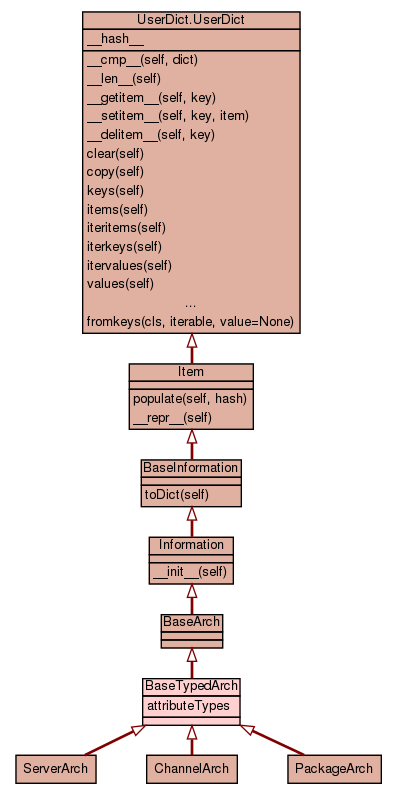 UserDict.UserDict
__hash__
__cmp__(self, dict)
__len__(self)
__getitem__(self, key)
__setitem__(self, key, item)
__delitem__(self, key)
clear(self)
copy(self)
keys(self)
items(self)
iteritems(self)
iterkeys(self)
itervalues(self)
values(self)
...
fromkeys(cls, iterable, value=None)
Item
populate(self, hash)
__repr__(self)
BaseInformation
toDict(self)
Information
__init__(self)
BaseArch
BaseTypedArch
attributeTypes
ServerArch ChannelArch PackageArch